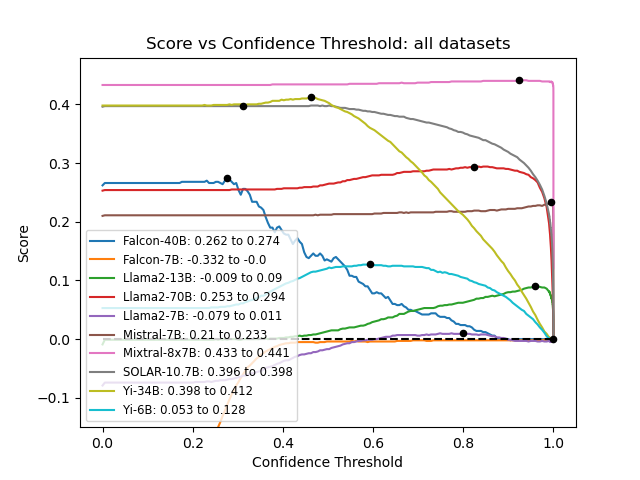 Score vs Confidence Threshold: all datasets
Score
0.4
0.3
0.2
0.1
0.0
−0.1
Falcon-40B: 0.262 to 0.274
Falcon-7B: -0.332 to -0.0
Llama2-13B: -0.009 to 0.09
Llama2-70B: 0.253 to 0.294
Llama2-7B: -0.079 to 0.011
Mistral-7B: 0.21 to 0.233
Mixtral-8x7B: 0.433 to 0.441
SOLAR-10.7B: 0.396 to 0.398
Yi-34B: 0.398 to 0.412
Yi-6B: 0.053 to 0.128
0.0 0.2 0.4 0.6 0.8 1.0
Confidence Threshold